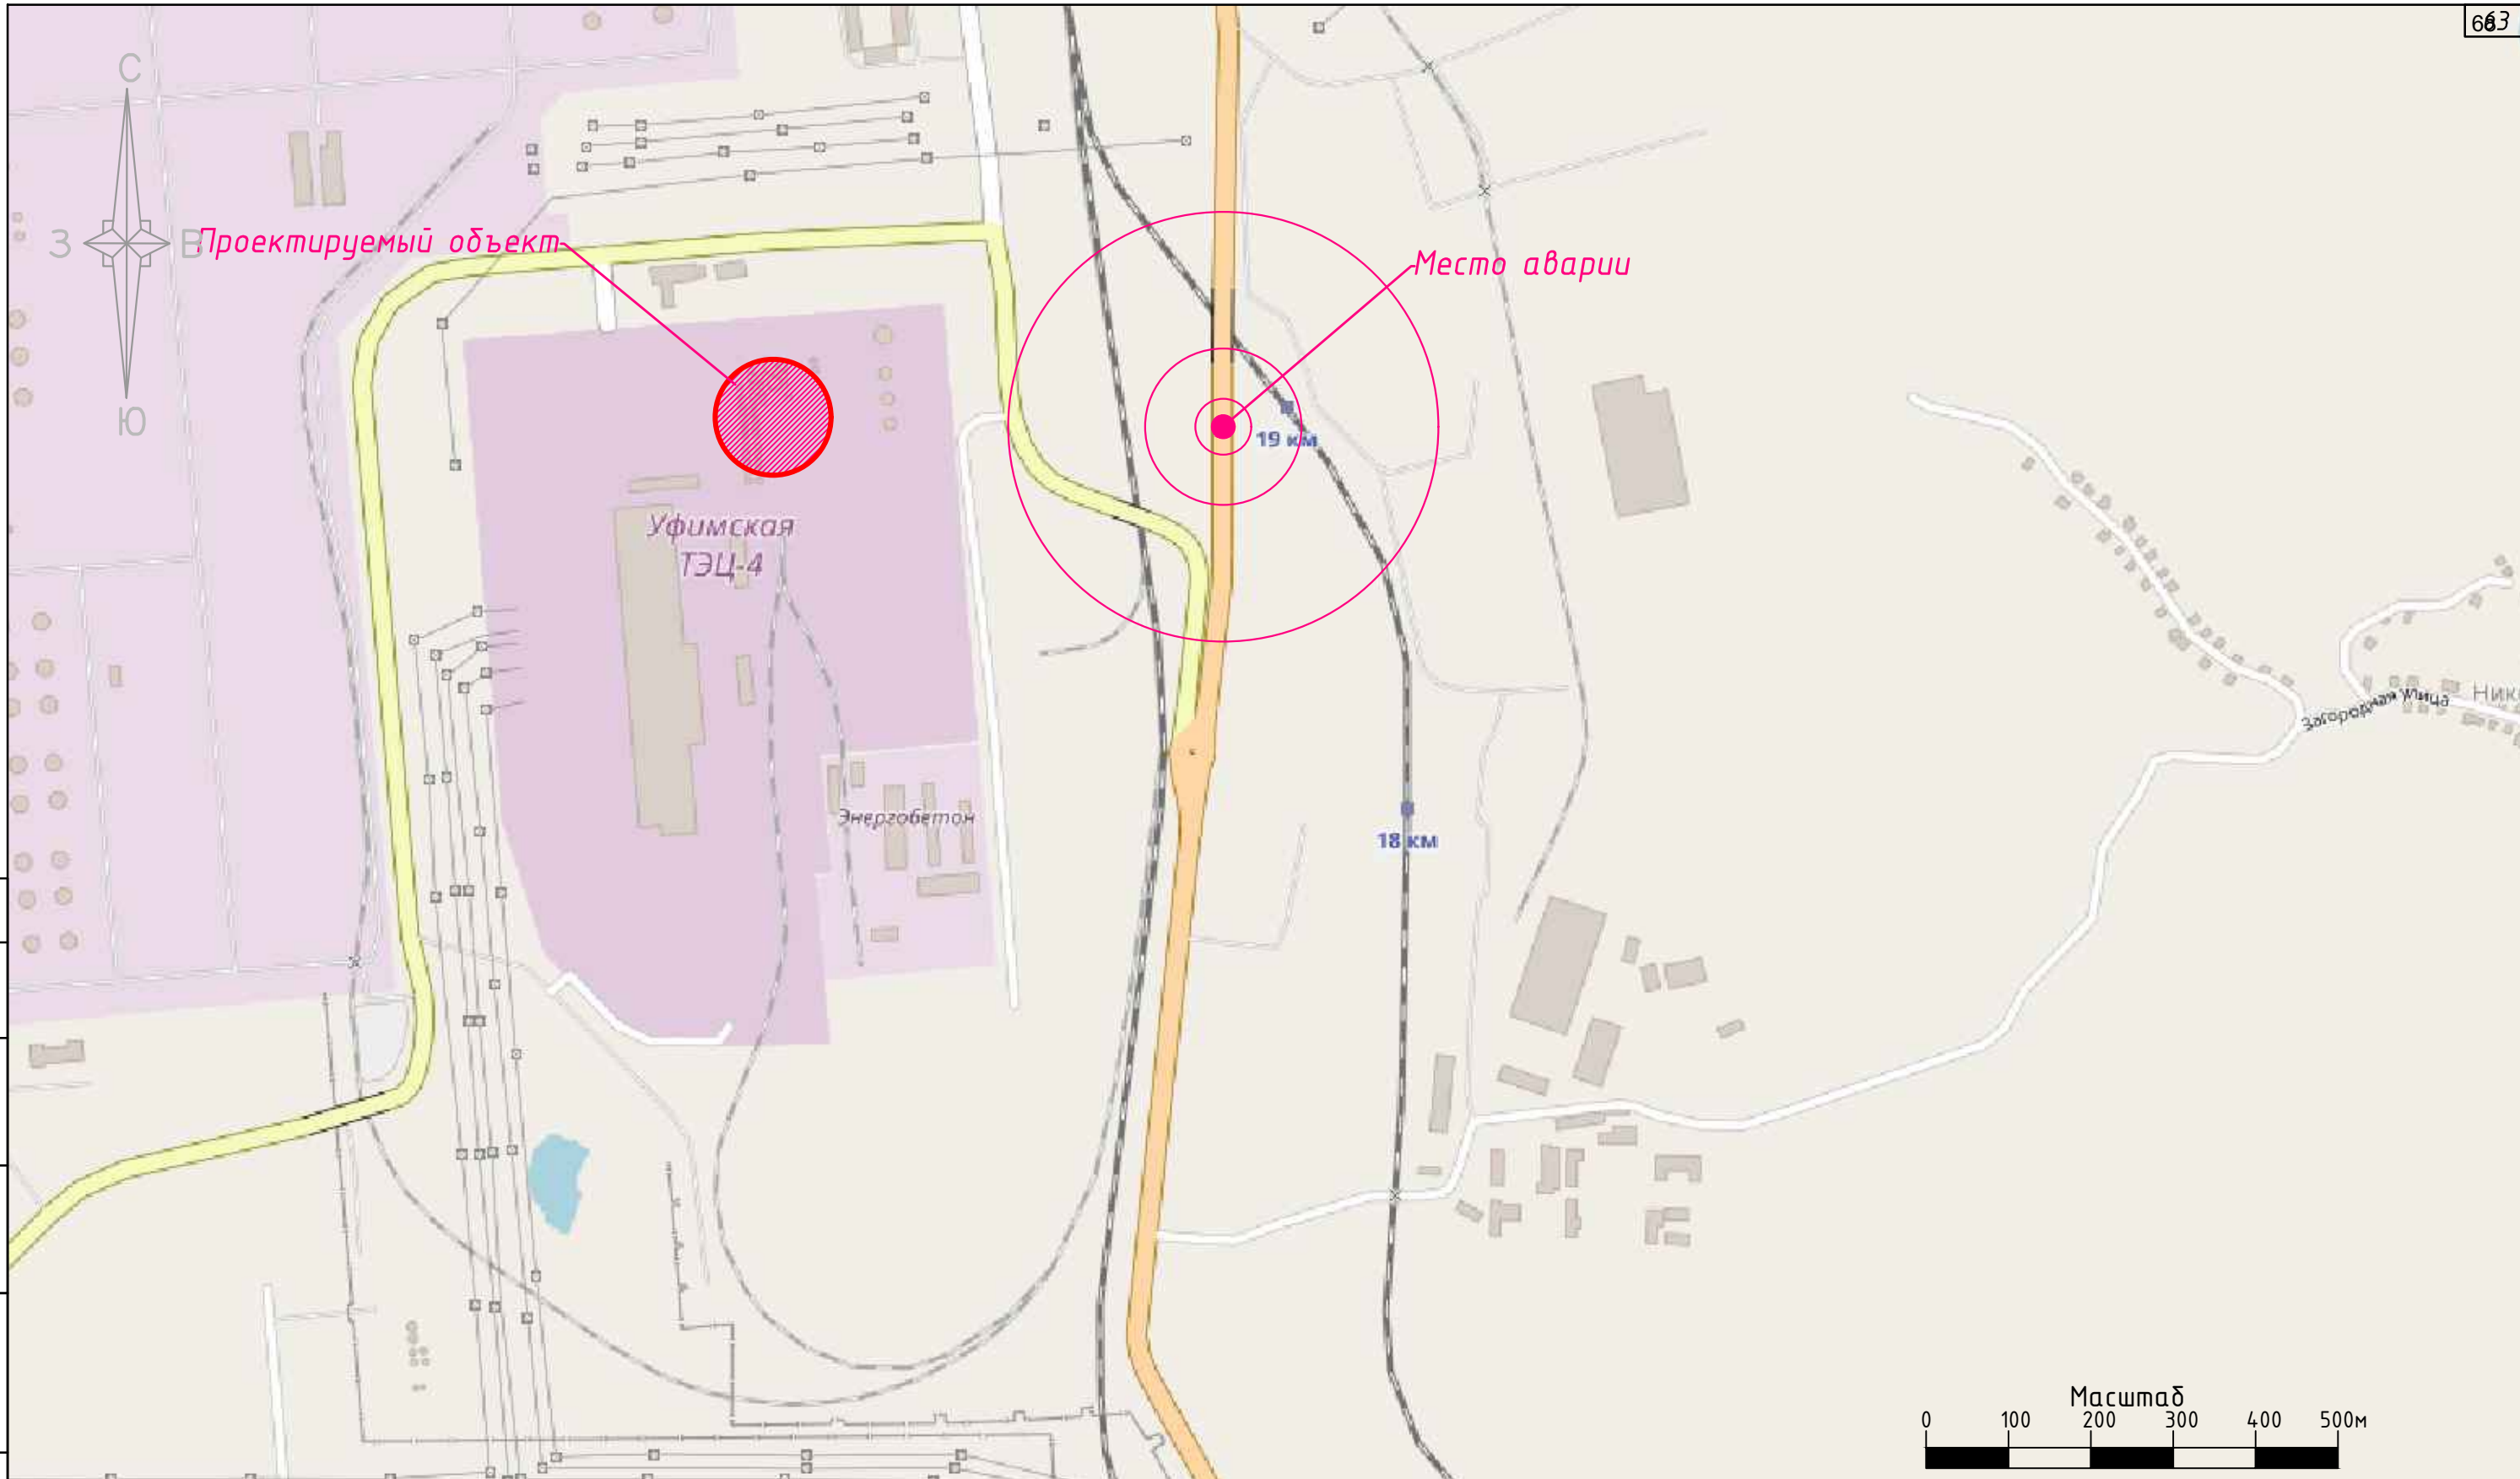 63
С
З
В
Ю
Проектируемый объект
Место аварии
19 км
Уфимская
ТЭЦ-4
Загородная улица
Энергобетон
18 км
Масштаб
0 100 200 300 400 500м